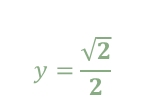 y = √2/2